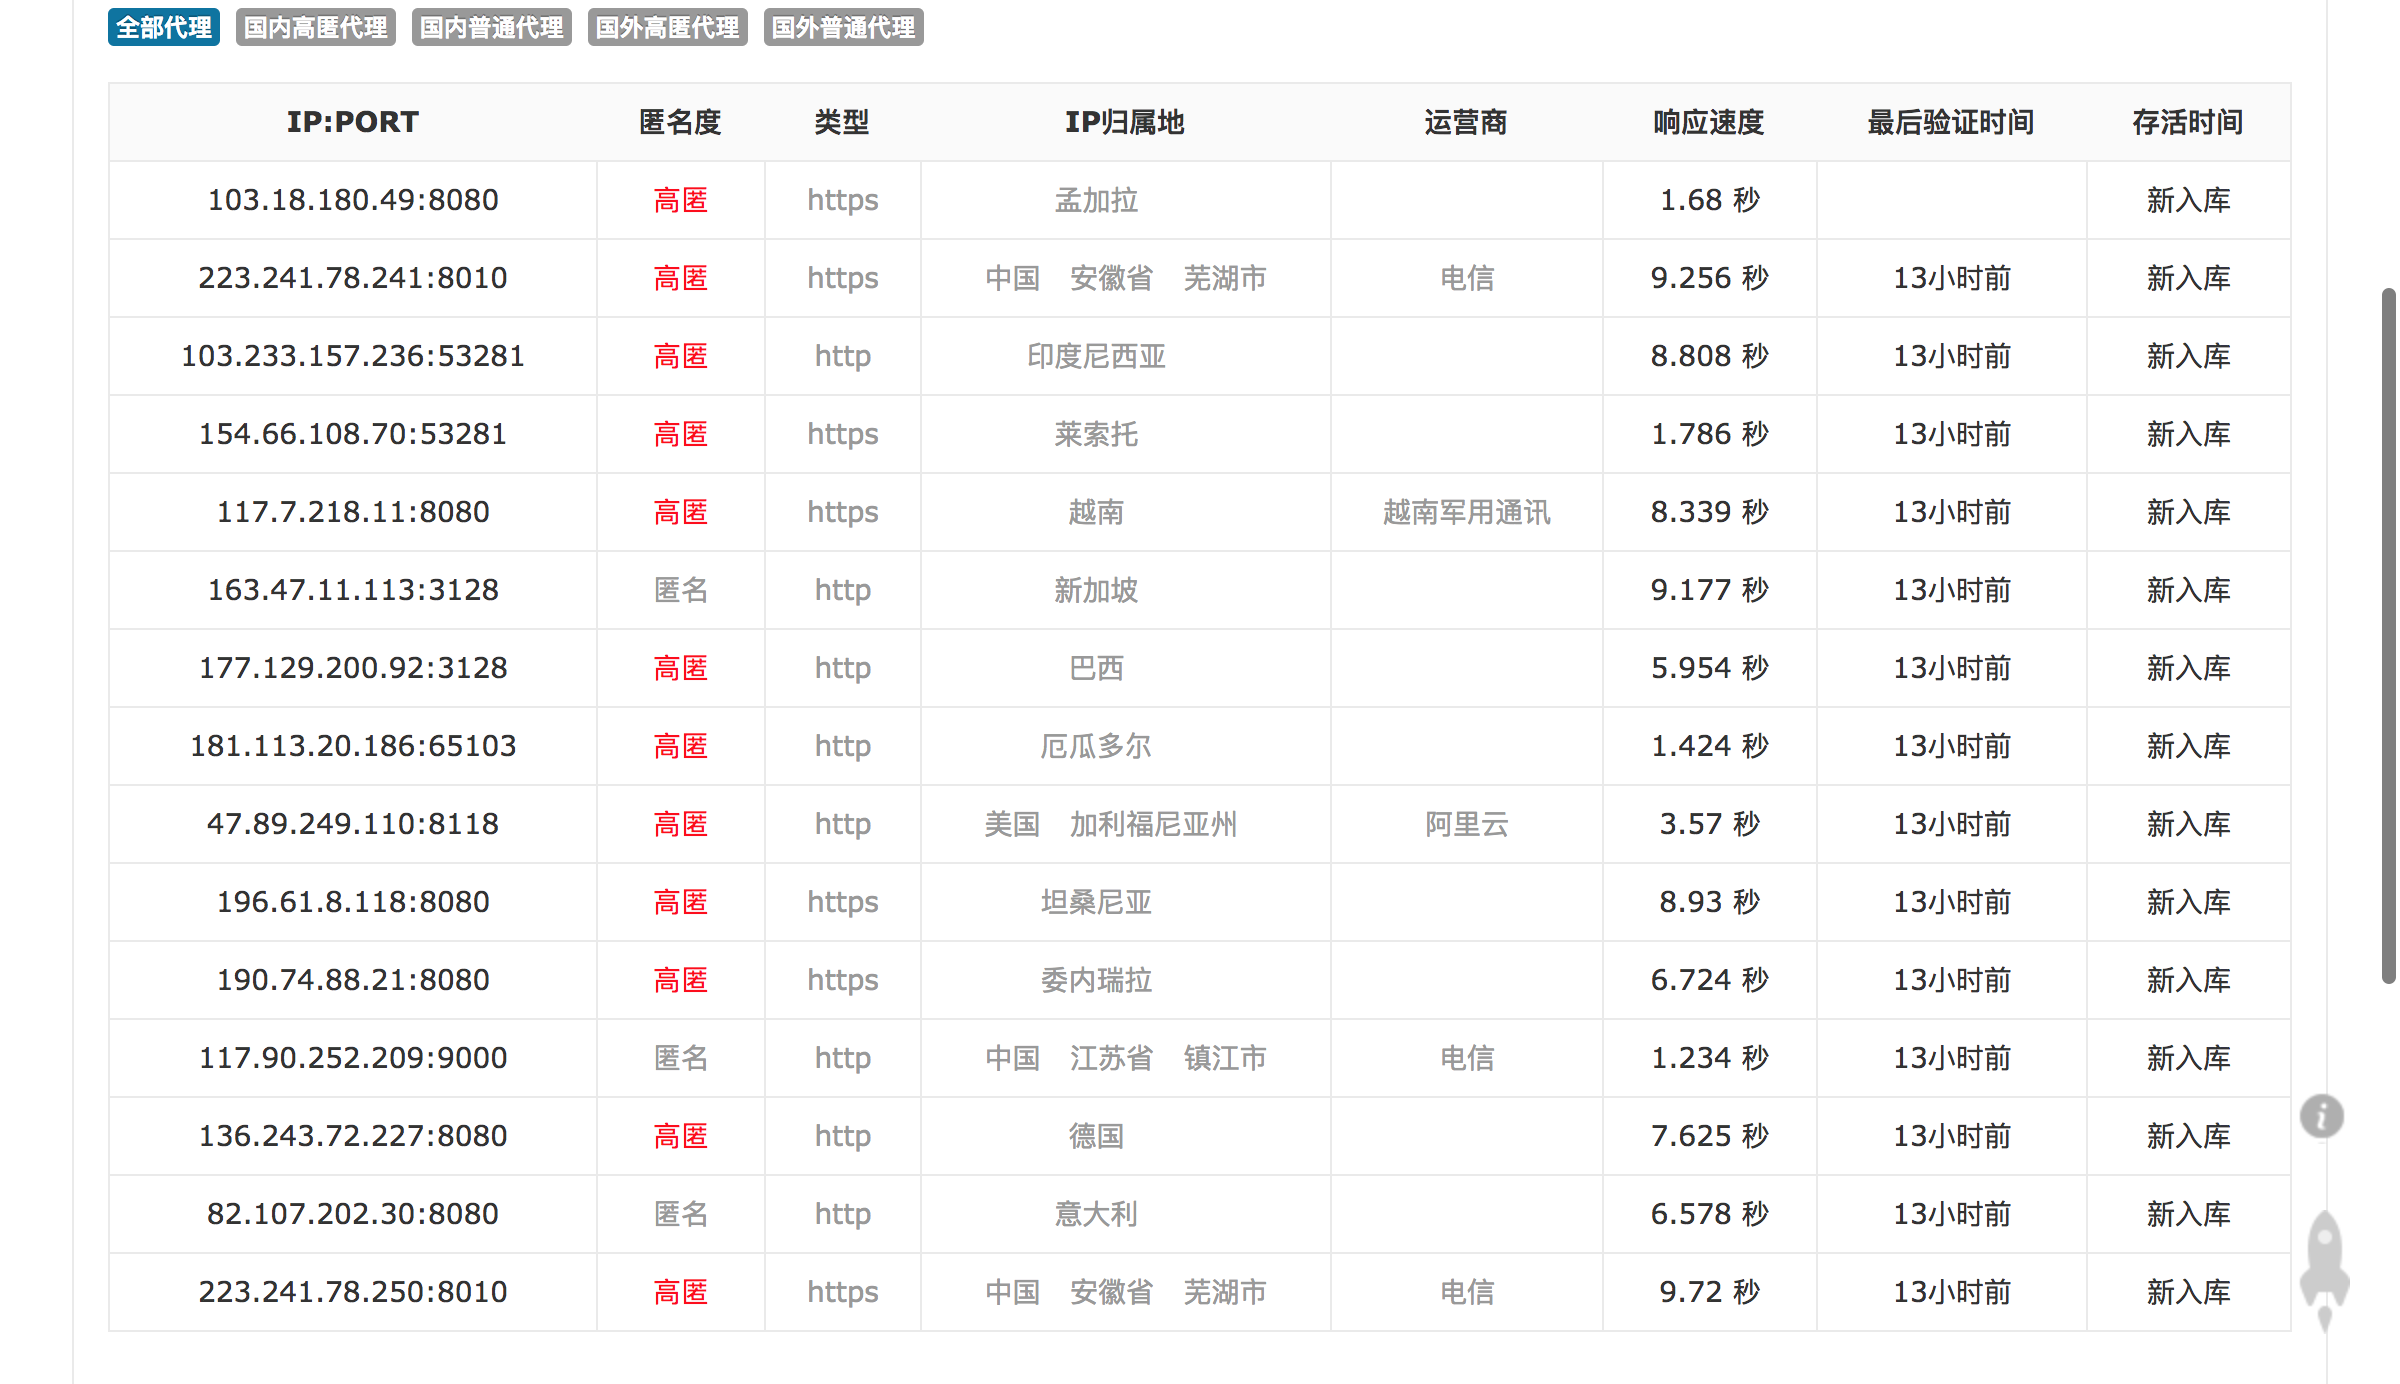 全部代理 国内高匿代理 国内普通代理 国外高匿代理 国外普通代理
IP:PORT 匿名度 类型 IP归属地 运营商 响应速度 最后验证时间 存活时间
103.18.180.49:8080 高匿 https 孟加拉 1.68 秒 新入库
223.241.78.241:8010 高匿 https 中国 安徽省 芜湖市 电信 9.256 秒 13小时前 新入库
103.233.157.236:53281 高匿 http 印度尼西亚 8.808 秒 13小时前 新入库
154.66.108.70:53281 高匿 https 莱索托 1.786 秒 13小时前 新入库
117.7.218.11:8080 高匿 https 越南 越南军用通讯 8.339 秒 13小时前 新入库
163.47.11.113:3128 匿名 http 新加坡 9.177 秒 13小时前 新入库
177.129.200.92:3128 高匿 http 巴西 5.954 秒 13小时前 新入库
181.113.20.186:65103 高匿 http 厄瓜多尔 1.424 秒 13小时前 新入库
47.89.249.110:8118 高匿 http 美国 加利福尼亚州 阿里云 3.57 秒 13小时前 新入库
196.61.8.118:8080 高匿 https 坦桑尼亚 8.93 秒 13小时前 新入库
190.74.88.21:8080 高匿 https 委内瑞拉 6.724 秒 13小时前 新入库
117.90.252.209:9000 匿名 http 中国 江苏省 镇江市 电信 1.234 秒 13小时前 新入库
136.243.72.227:8080 高匿 http 德国 7.625 秒 13小时前 新入库
82.107.202.30:8080 匿名 http 意大利 6.578 秒 13小时前 新入库
223.241.78.250:8010 高匿 https 中国 安徽省 芜湖市 电信 9.72 秒 13小时前 新入库